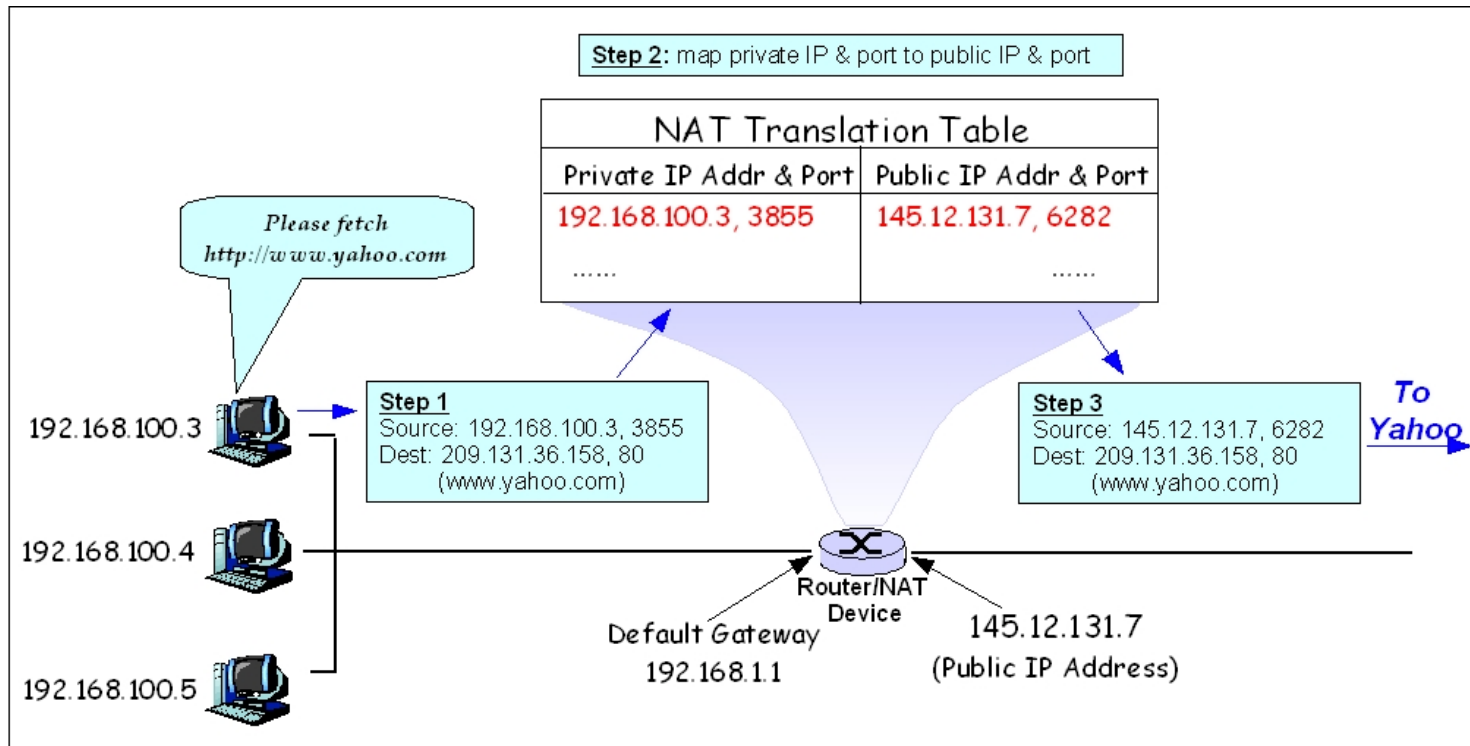 Step 2: map private IP & port to public IP & port
NAT Translation Table
Private IP Addr & Port
Public IP Addr & Port
192.168.100.3, 3855
145.12.131.7, 6282
......
......
Please fetch
http://www.yahoo.com
192.168.100.3
Step 1
Source: 192.168.100.3, 3855
Dest: 209.131.36.158, 80
(www.yahoo.com)
Step 3
Source: 145.12.131.7, 6282
Dest: 209.131.36.158, 80
(www.yahoo.com)
To
Yahoo
192.168.100.4
Router/NAT
Device
Default Gateway
192.168.1.1
145.12.131.7
(Public IP Address)
192.168.100.5